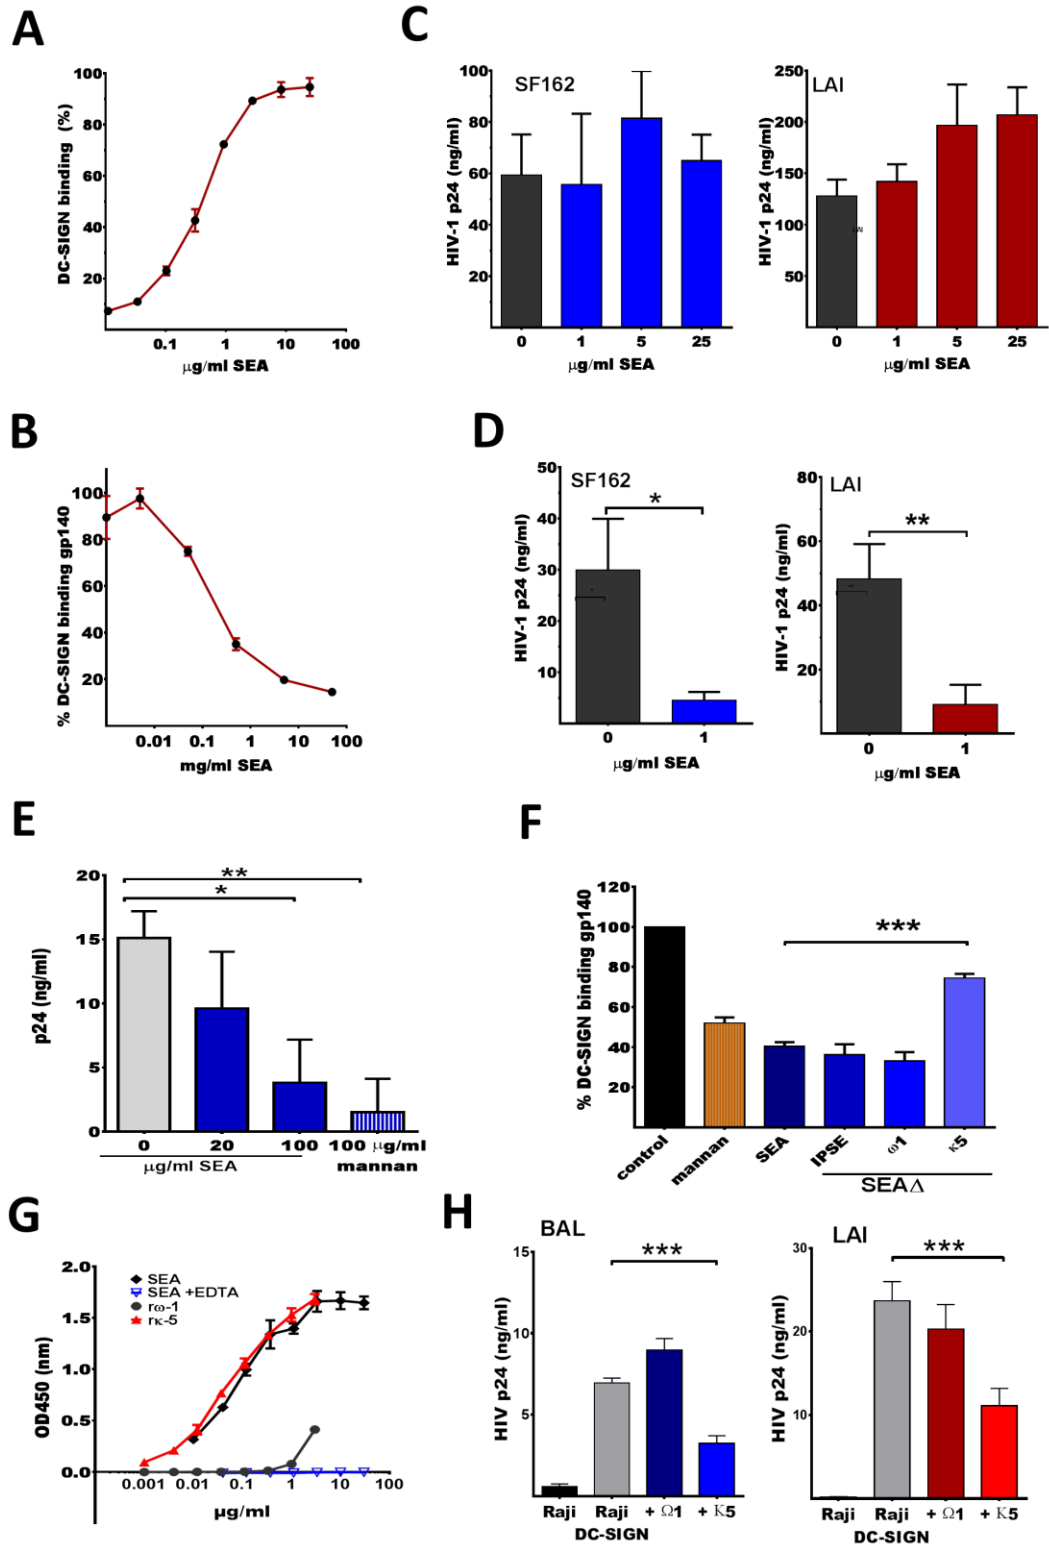 A
DC-SIGN binding (%)
100
80
60
40
20
0.1 1 10 100
μg/ml SEA
C
SF162
HIV-1 p24 (ng/ml)
100
80
60
40
20
0 1 5 25
μg/ml SEA
LAI
HIV-1 p24 (ng/ml)
250
200
150
100
50
LAI
0 1 5 25
μg/ml SEA
B
% DC-SIGN binding gp140
100
80
60
40
20
0.01 0.1 1 10 100
mg/ml SEA
D
SF162
*
HIV-1 p24 (ng/ml)
50
40
30
20
10
0 1
μg/ml SEA
LAI
**
HIV-1 p24 (ng/ml)
80
60
40
20
0 1
μg/ml SEA
E
**
*
p24 (ng/ml)
20
15
10
5
0
0 20 100 100 μg/ml
μg/ml SEA mannan
F
***
% DC-SIGN binding gp140
120
100
80
60
40
20
control mannan SEA IPSE ω1 κ5
SEAΔ
G
SEA
SEA +EDTA
rω-1
rκ-5
OD450 (nm)
2.0
1.5
1.0
0.5
0.0
0.001 0.01 0.1 1 10 100
μg/ml
H
BAL
***
HIV p24 (ng/ml)
15
10
5
Raji Raji + Ω1 + K5
DC-SIGN
LAI
***
HIV p24 (ng/ml)
30
20
10
Raji Raji + Ω1 + K5
DC-SIGN